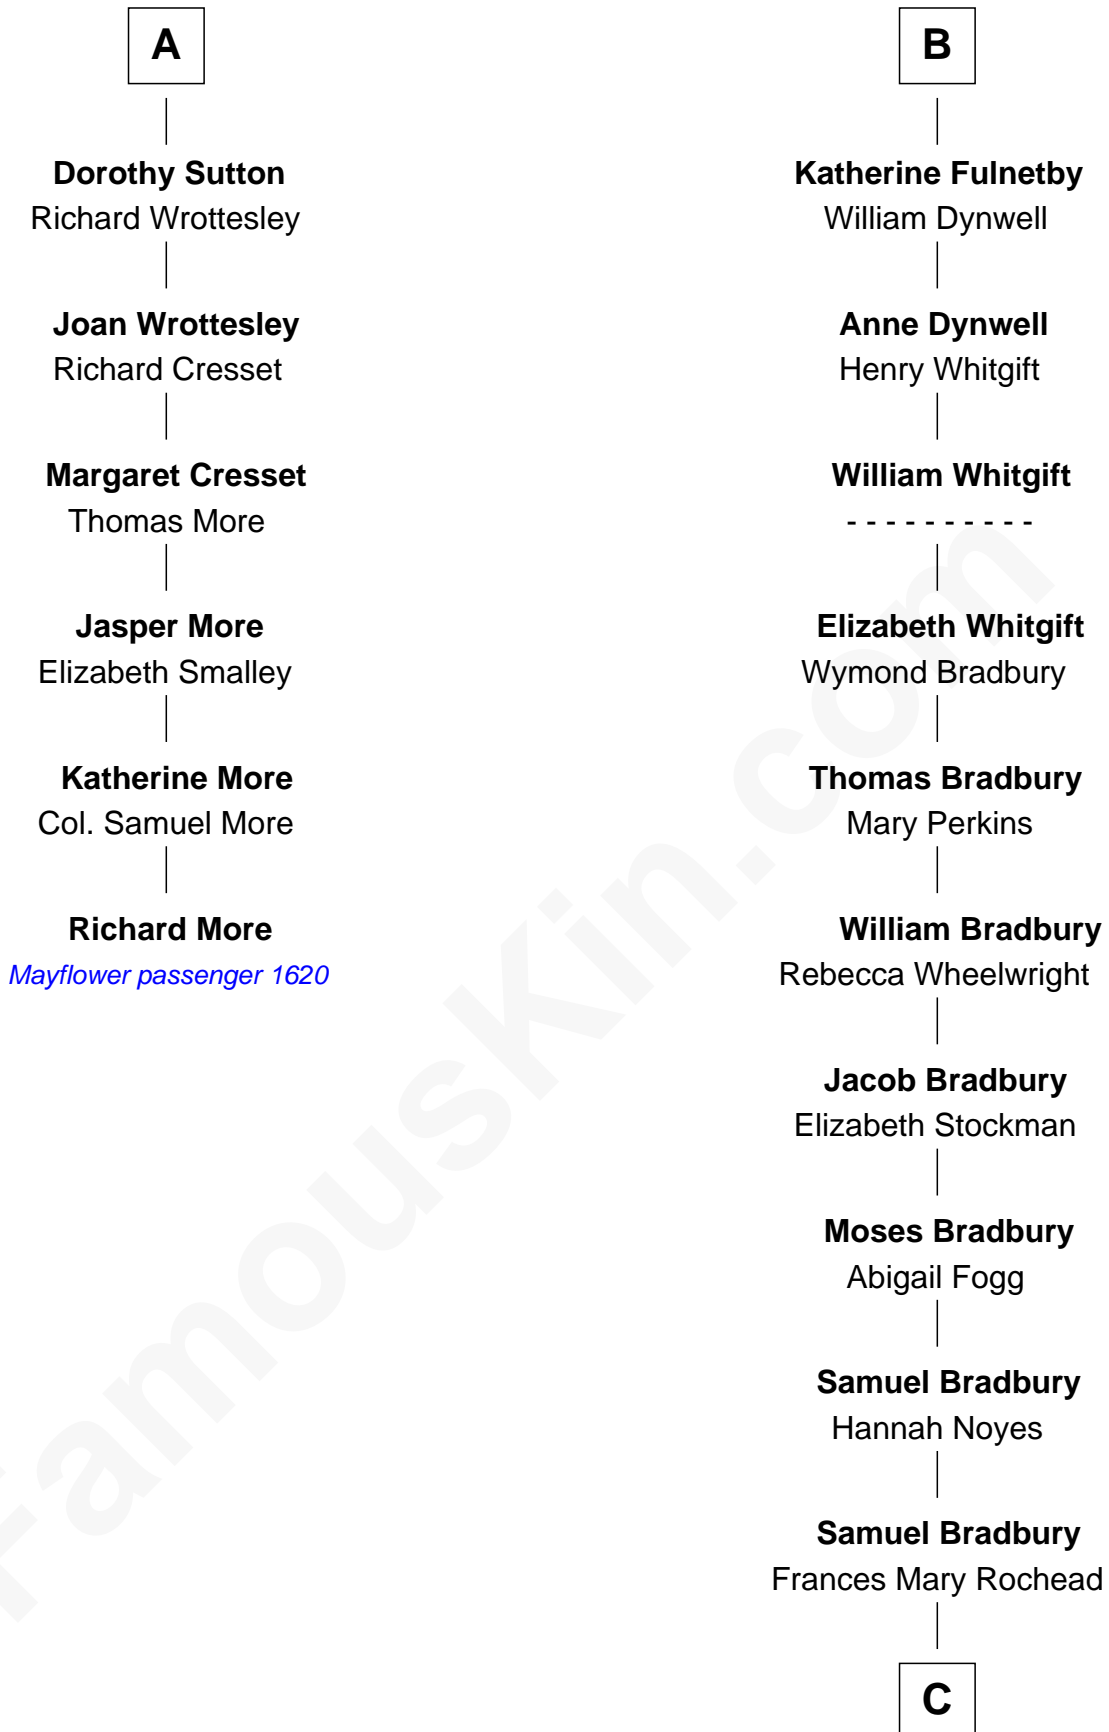 A
Dorothy Sutton
Richard Wrottesley
Joan Wrottesley
Richard Cresset
Margaret Cresset
Thomas More
Jasper More
Elizabeth Smalley
Katherine More
Col. Samuel More
Richard More
Mayflower passenger 1620
B
Katherine Fulnetby
William Dynwell
Anne Dynwell
Henry Whitgift
William Whitgift
- - - - - - - - - -
Elizabeth Whitgift
Wymond Bradbury
Thomas Bradbury
Mary Perkins
William Bradbury
Rebecca Wheelwright
Jacob Bradbury
Elizabeth Stockman
Moses Bradbury
Abigail Fogg
Samuel Bradbury
Hannah Noyes
Samuel Bradbury
Frances Mary Rochead
C
FamousKin.com